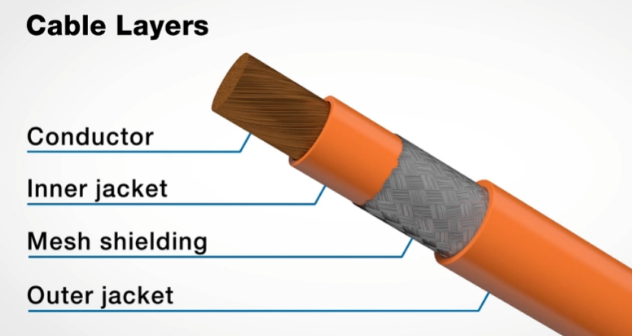 Cable Layers
Conductor
Inner jacket
Mesh shielding
Outer jacket